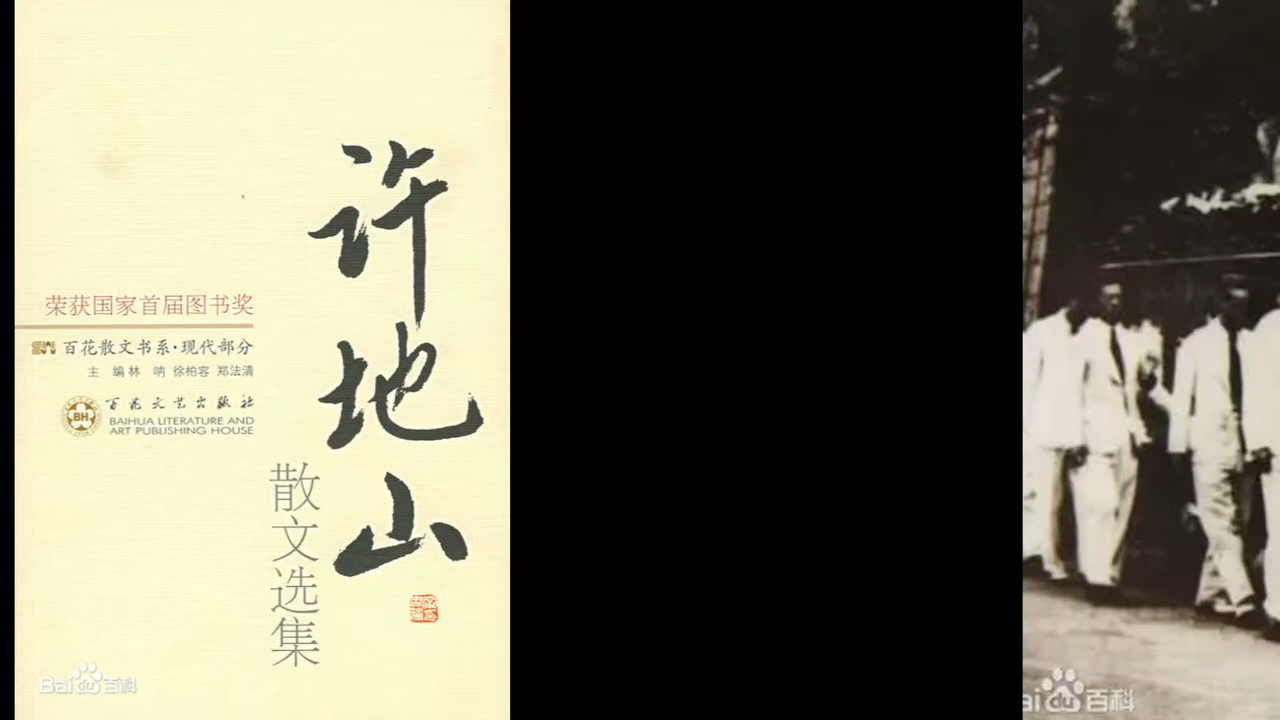 许地山
散文选集
荣获国家首届图书奖
百花散文书系·现代部分
主 编 林 呐 徐柏容 郑法清
百花文艺出版社
BH
BAIHUA LITERATURE AND
ART PUBLISHING HOUSE
Baidu百科
ai du百科